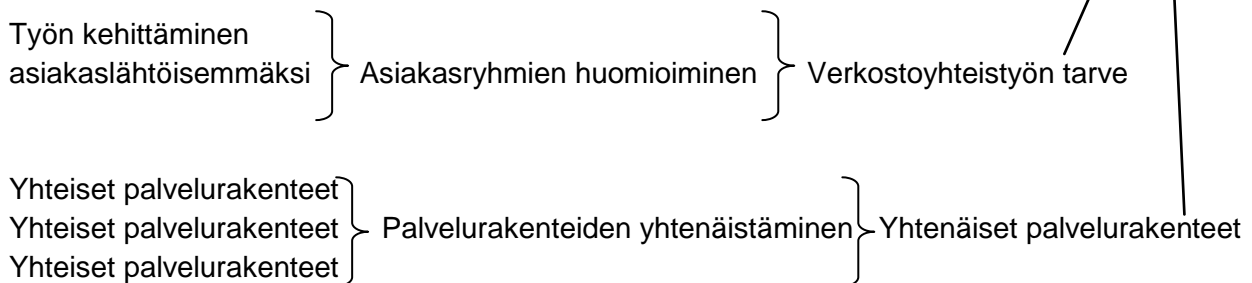 Työn kehittäminen
asiakaslähtöisemmäksi Asiakasryhmien huomioiminen Verkostoyhteistyön tarve
Yhteiset palvelurakenteet
Yhteiset palvelurakenteet Palvelurakenteiden yhtenäistäminen Yhtenäiset palvelurakenteet
Yhteiset palvelurakenteet